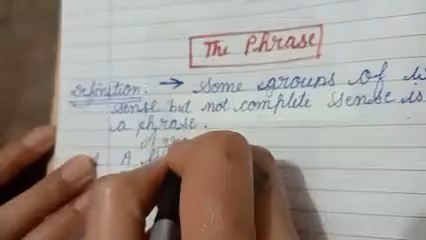 The Phrase
Definition: → Some groups of
sense but not complete sense is
a phrase.
A